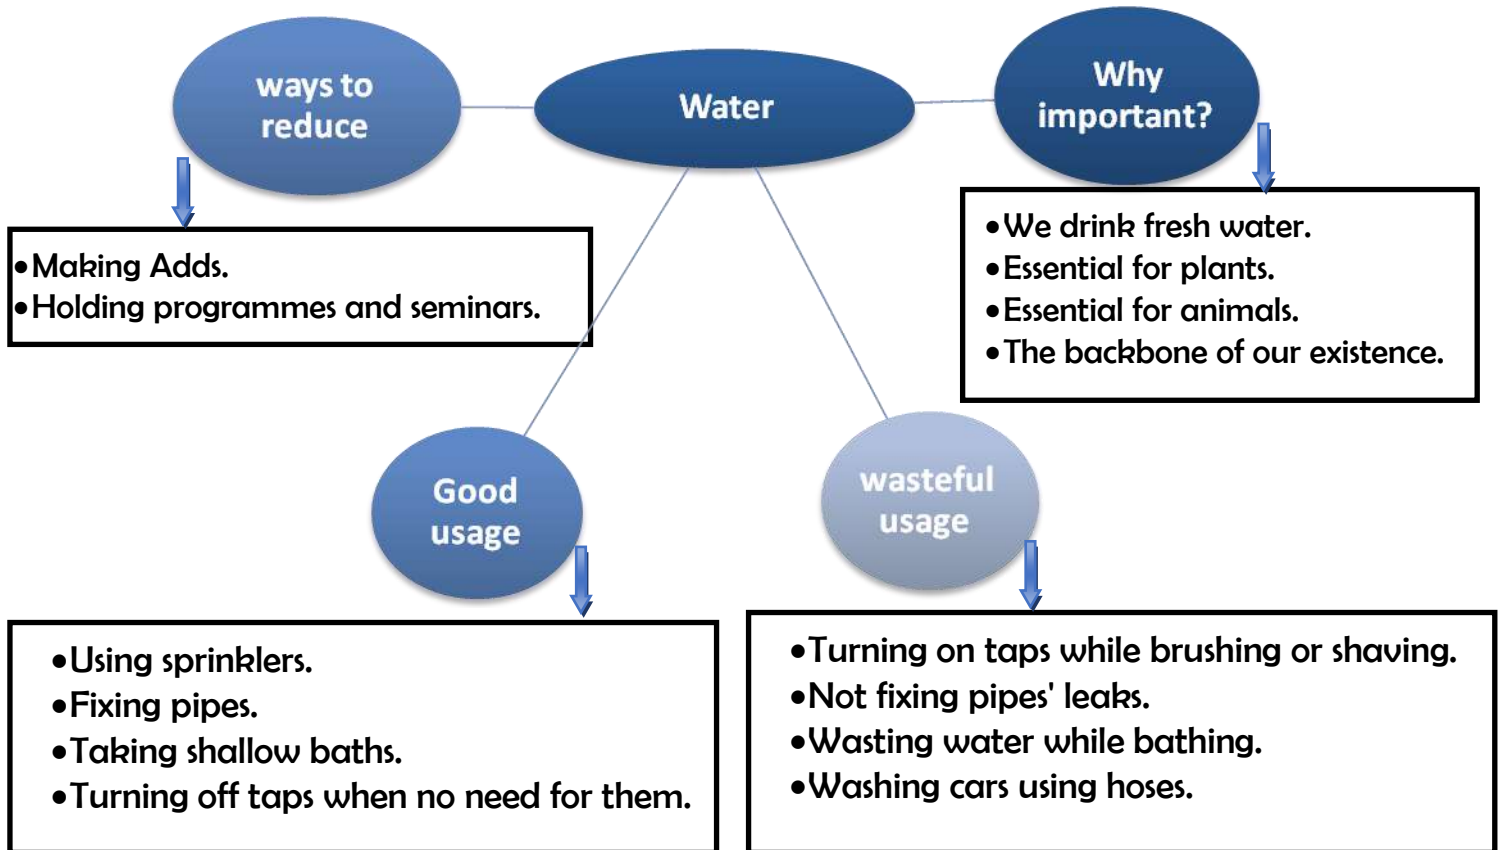 ways to
reduce
Water
Why
important?
•Making Adds.
•Holding programmes and seminars.
•We drink fresh water.
•Essential for plants.
•Essential for animals.
•The backbone of our existence.
Good
usage
wasteful
usage
•Using sprinklers.
•Fixing pipes.
•Taking shallow baths.
•Turning off taps when no need for them.
•Turning on taps while brushing or shaving.
•Not fixing pipes' leaks.
•Wasting water while bathing.
•Washing cars using hoses.